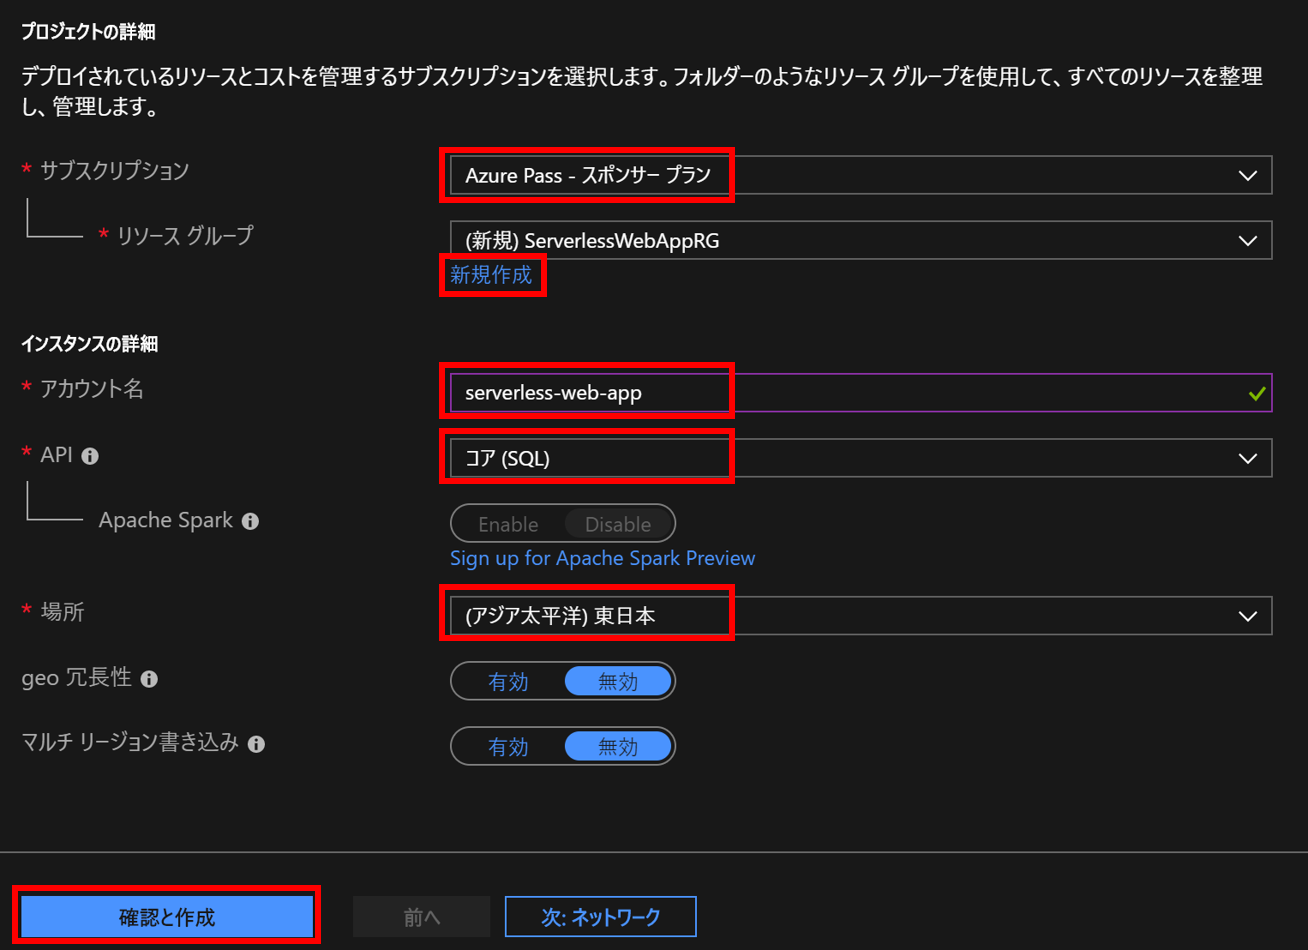 プロジェクトの詳細
デプロイされているリソースとコストを管理するサブスクリプションを選択します。フォルダーのようなリソース グループを使用して、すべてのリソースを整理
し、管理します。
* サブスクリプション
Azure Pass - スポンサー プラン
* リソース グループ
(新規) ServerlessWebAppRG
新規作成
インスタンスの詳細
* アカウント名
serverless-web-app
* API
コア (SQL)
Apache Spark
Enable Disable
Sign up for Apache Spark Preview
* 場所
(アジア太平洋) 東日本
geo 冗長性
有効 無効
マルチ リージョン書き込み
有効 無効
確認と作成 前へ 次: ネットワーク